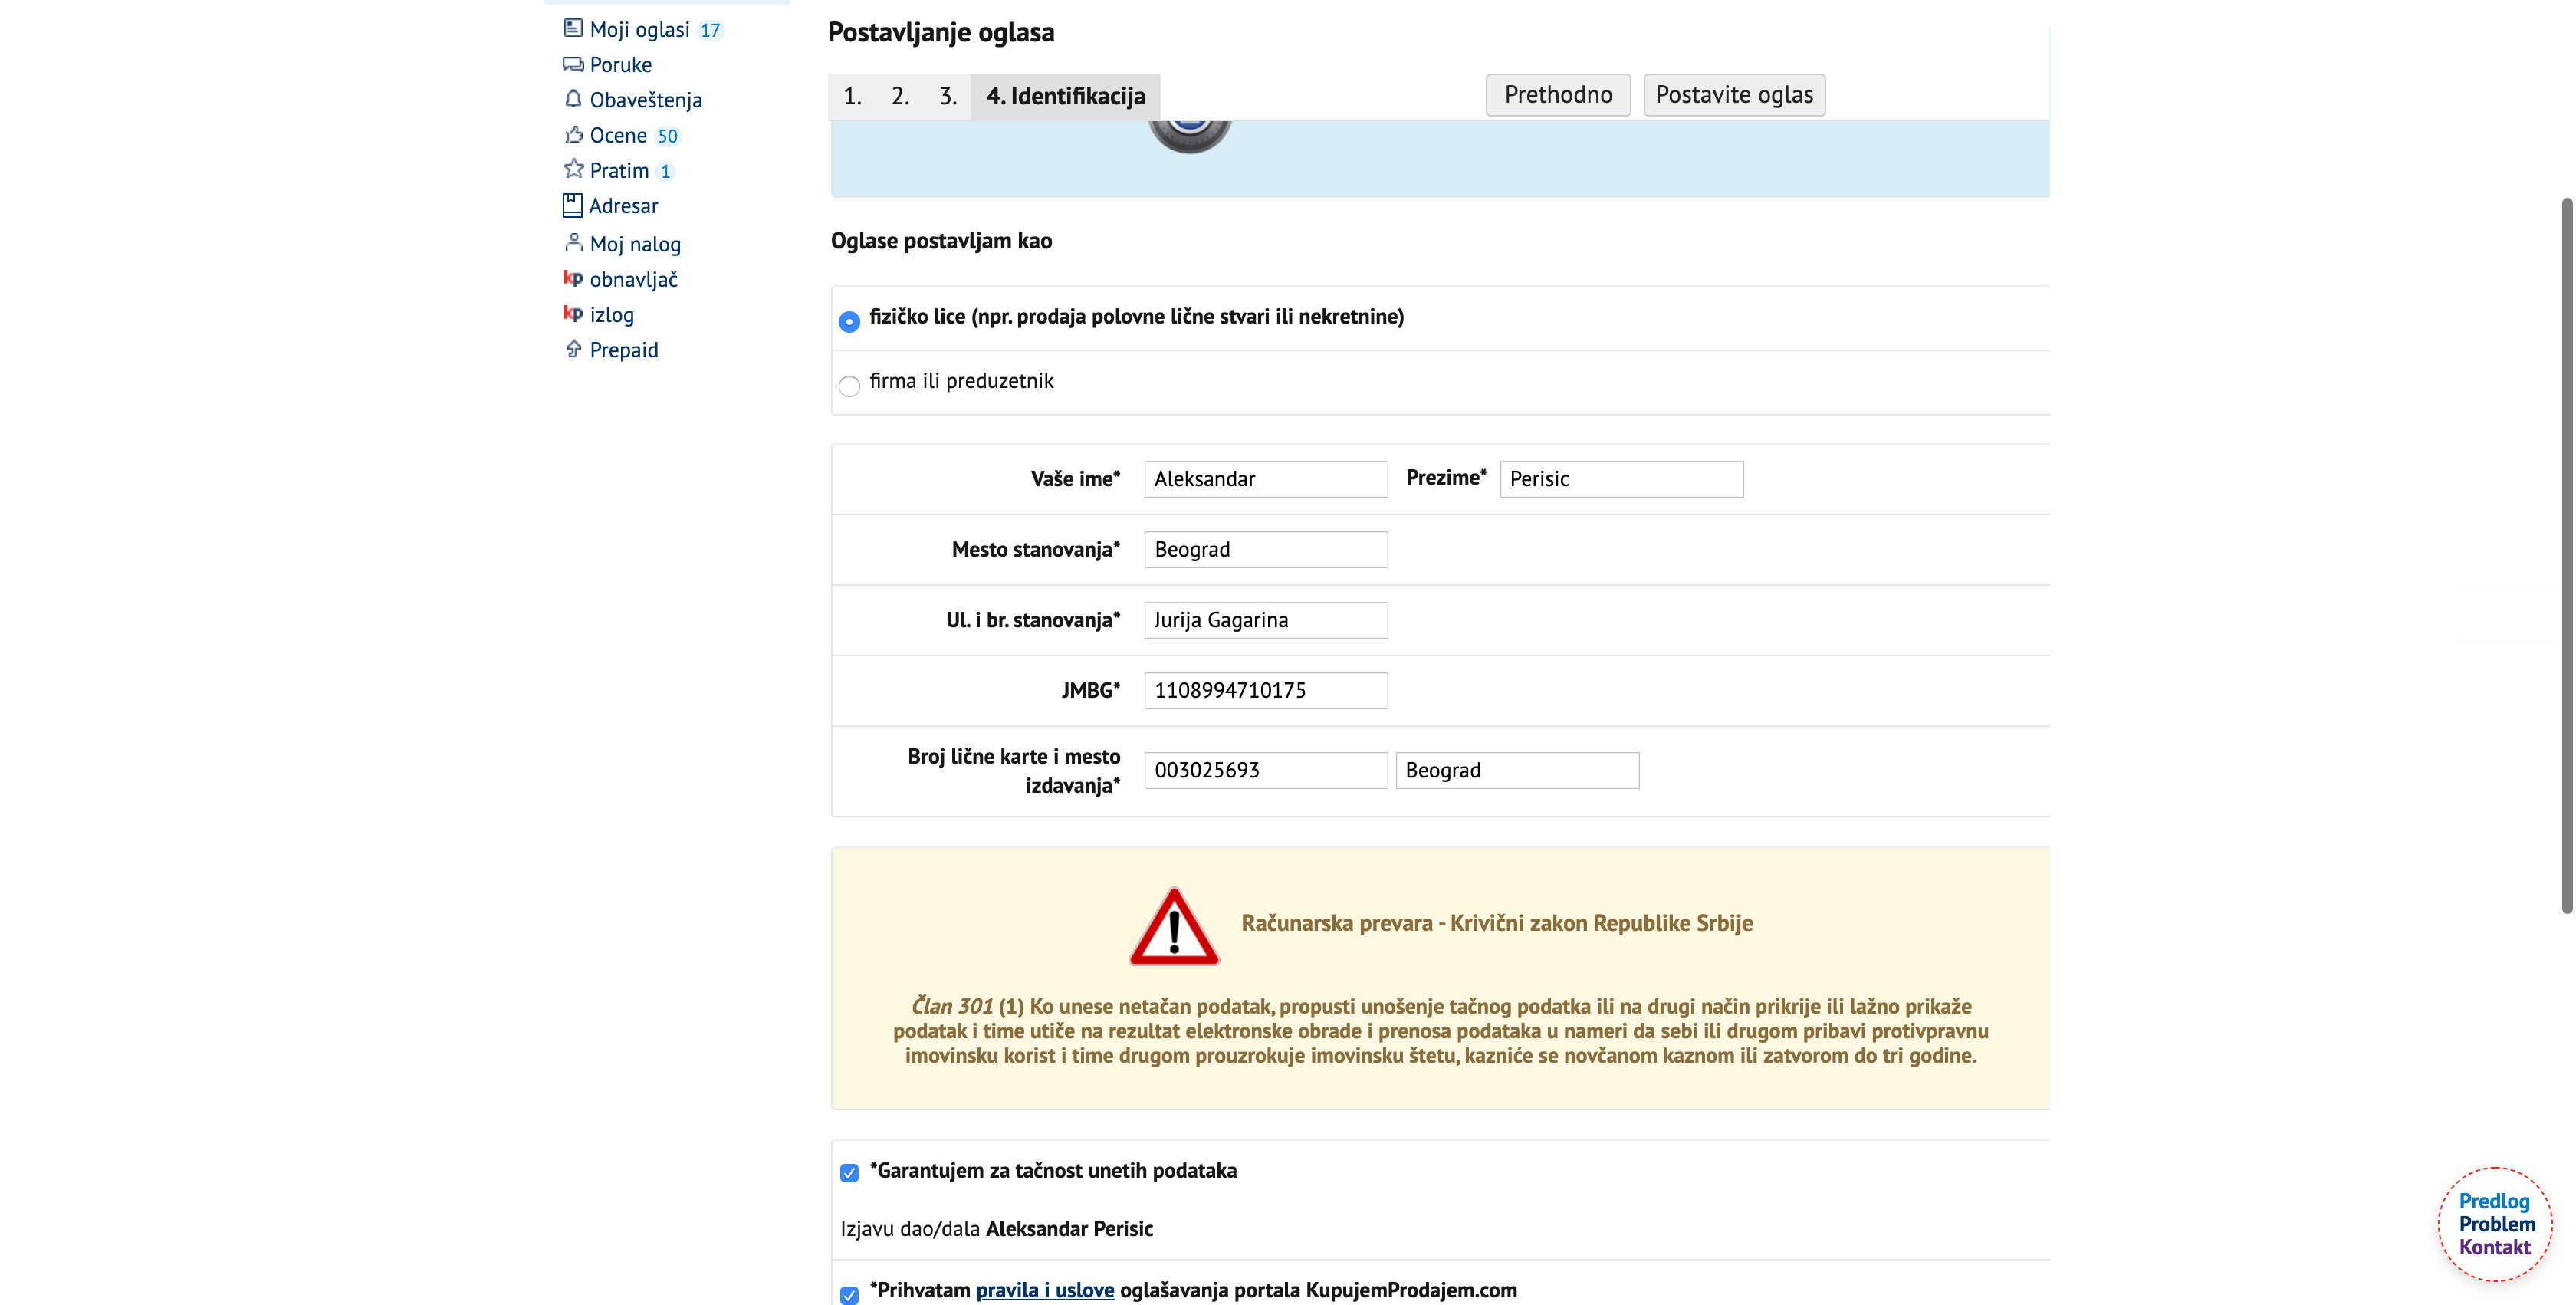 Moji oglasi 17
Poruke
Obaveštenja
Ocene 50
Pratim 1
Adresar
Moj nalog
kp obnavljač
kp izlog
Prepaid
Postavljanje oglasa
1. 2. 3. 4. Identifikacija Prethodno Postavite oglas
Oglase postavljam kao
fizičko lice (npr. prodaja polovne lične stvari ili nekretnine)
firma ili preduzetnik
Vaše ime* Aleksandar Prezime* Perisic
Mesto stanovanja* Beograd
Ul. i br. stanovanja* Jurija Gagarina
JMBG* 1108994710175
Broj lične karte i mesto
izdavanja* 003025693 Beograd
Računarska prevara - Krivični zakon Republike Srbije
Član 301 (1) Ko unese netačan podatak, propusti unošenje tačnog podatka ili na drugi način prikrije ili lažno prikaže
podatak i time utiče na rezultat elektronske obrade i prenosa podataka u nameri da sebi ili drugom pribavi protivpravnu
imovinsku korist i time drugom prouzrokuje imovinsku štetu, kazniće se novčanom kaznom ili zatvorom do tri godine.
*Garantujem za tačnost unetih podataka
Izjavu dao/dala Aleksandar Perisic
*Prihvatam pravila i uslove oglašavanja portala KupujemProdajem.com
Predlog
Problem
Kontakt